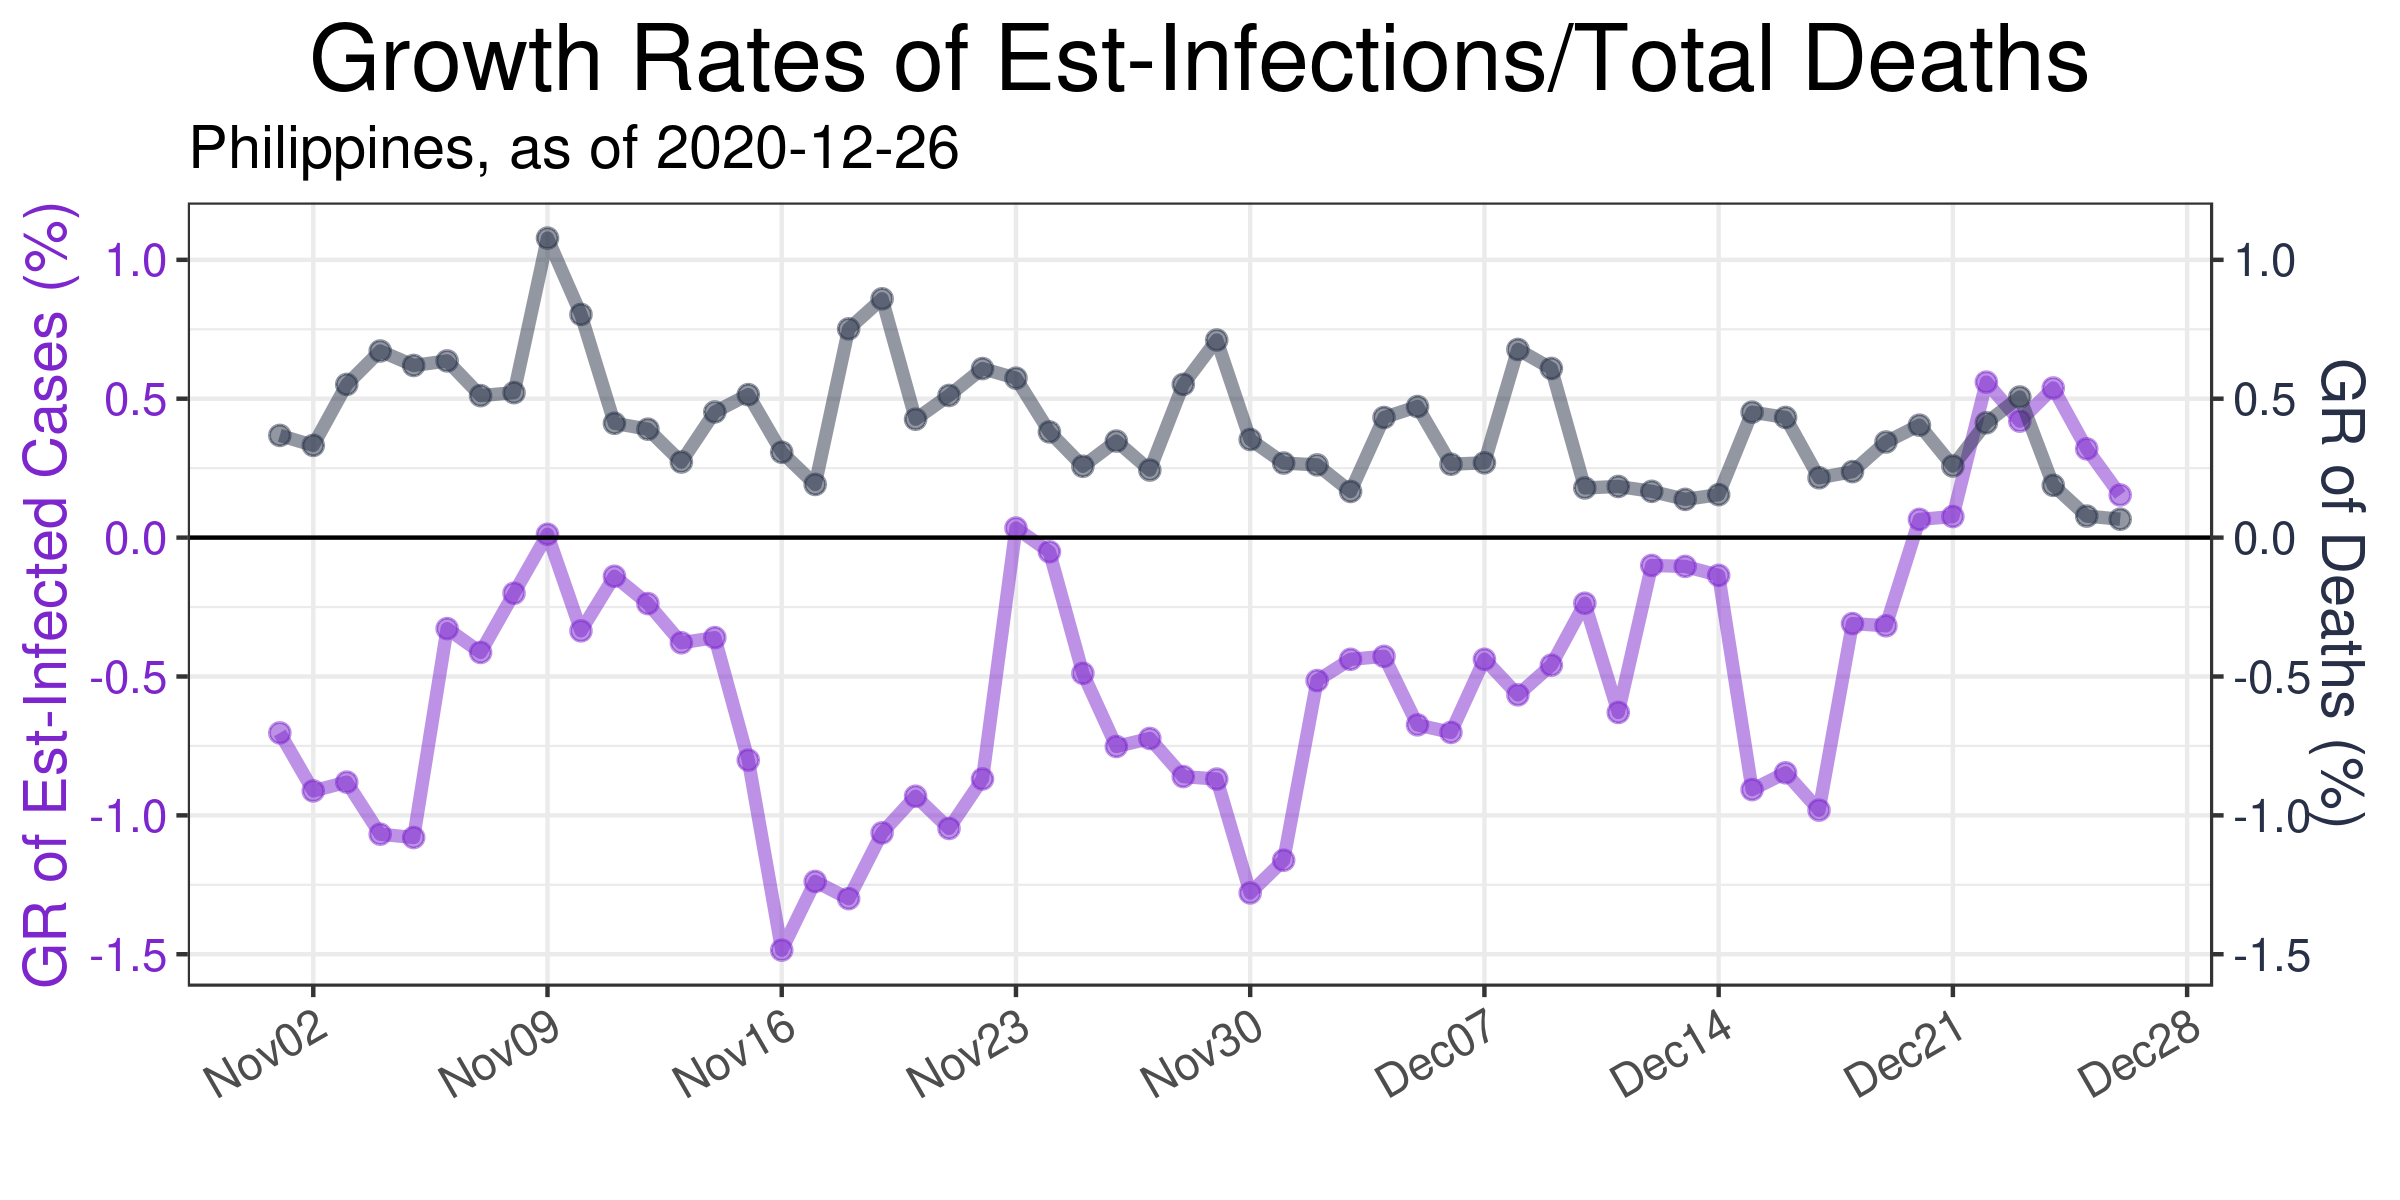 Growth Rates of Est-Infections/Total Deaths
Philippines, as of 2020-12-26
GR of Est-Infected Cases (%)
1.0
0.5
0.0
-0.5
-1.0
-1.5
1.0
0.5
0.0
-0.5
-1.0
-1.5
GR of Deaths (%)
Nov02
Nov09
Nov16
Nov23
Nov30
Dec07
Dec14
Dec21
Dec28